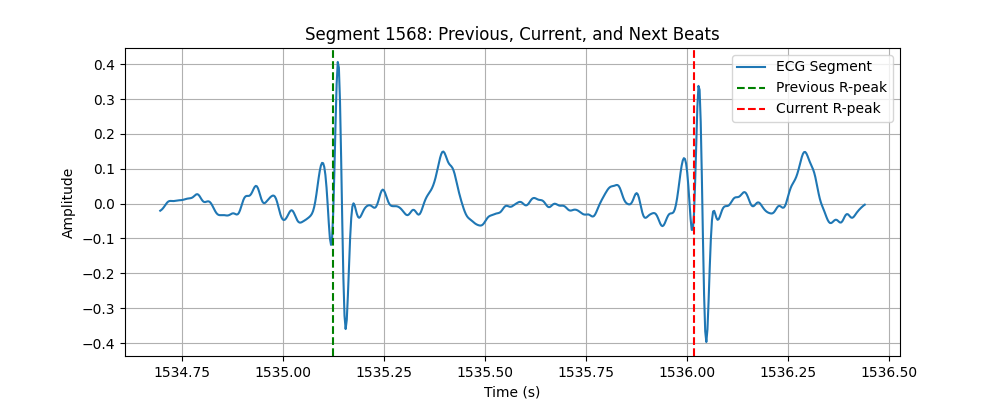 Segment 1568: Previous, Current, and Next Beats
ECG Segment
Previous R-peak
Current R-peak
Amplitude
0.4
0.3
0.2
0.1
0.0
−0.1
−0.2
−0.3
−0.4
1534.75 1535.00 1535.25 1535.50 1535.75 1536.00 1536.25 1536.50
Time (s)